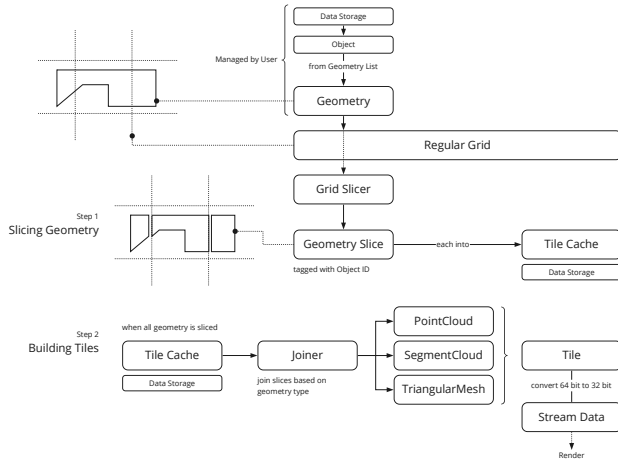 Data Storage
Object
Managed by User
from Geometry List
Geometry
Regular Grid
Grid Slicer
Step 1
Slicing Geometry
Geometry Slice
each into
Tile Cache
tagged with Object ID
Data Storage
Step 2
Building Tiles
when all geometry is sliced
Tile Cache
Data Storage
Joiner
join slices based on
geometry type
PointCloud
SegmentCloud
TriangularMesh
Tile
convert 64 bit to 32 bit
Stream Data
Render